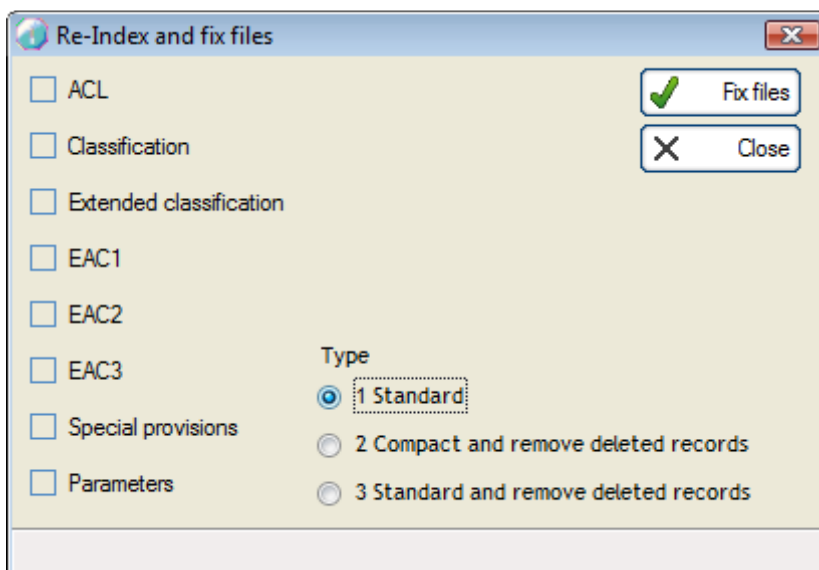 Re-Index and fix files
ACL
Classification
Extended classification
EAC1
EAC2
EAC3
Special provisions
Parameters
Fix files
Close
Type
1 Standard
2 Compact and remove deleted records
3 Standard and remove deleted records